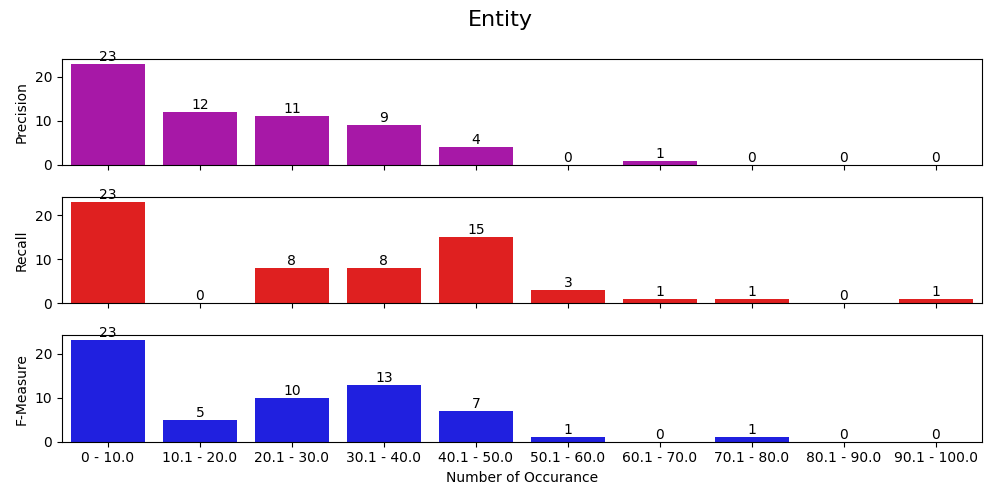 Entity
Precision
20
10
0
23
12
11
9
4
0
1
0
0
0
Recall
20
10
0
23
0
8
8
15
3
1
1
0
1
F-Measure
20
10
0
23
5
10
13
7
1
0
1
0
0
0 - 10.0
10.1 - 20.0
20.1 - 30.0
30.1 - 40.0
40.1 - 50.0
50.1 - 60.0
60.1 - 70.0
70.1 - 80.0
80.1 - 90.0
90.1 - 100.0
Number of Occurance